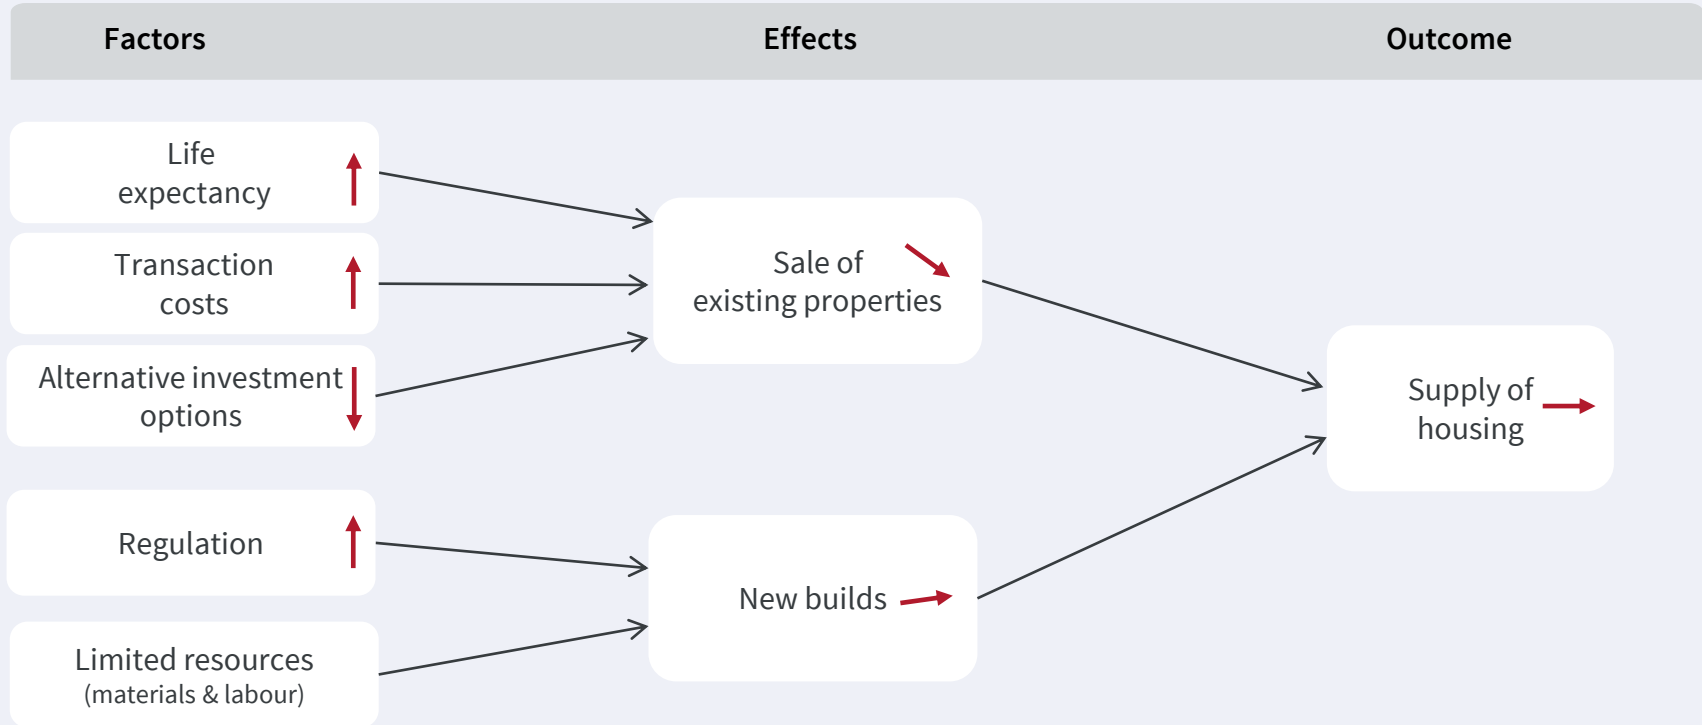 Factors
Effects
Outcome
Life
expectancy
Transaction
costs
Alternative investment
options
Regulation
Limited resources
(materials & labour)
Sale of
existing properties
New builds
Supply of
housing